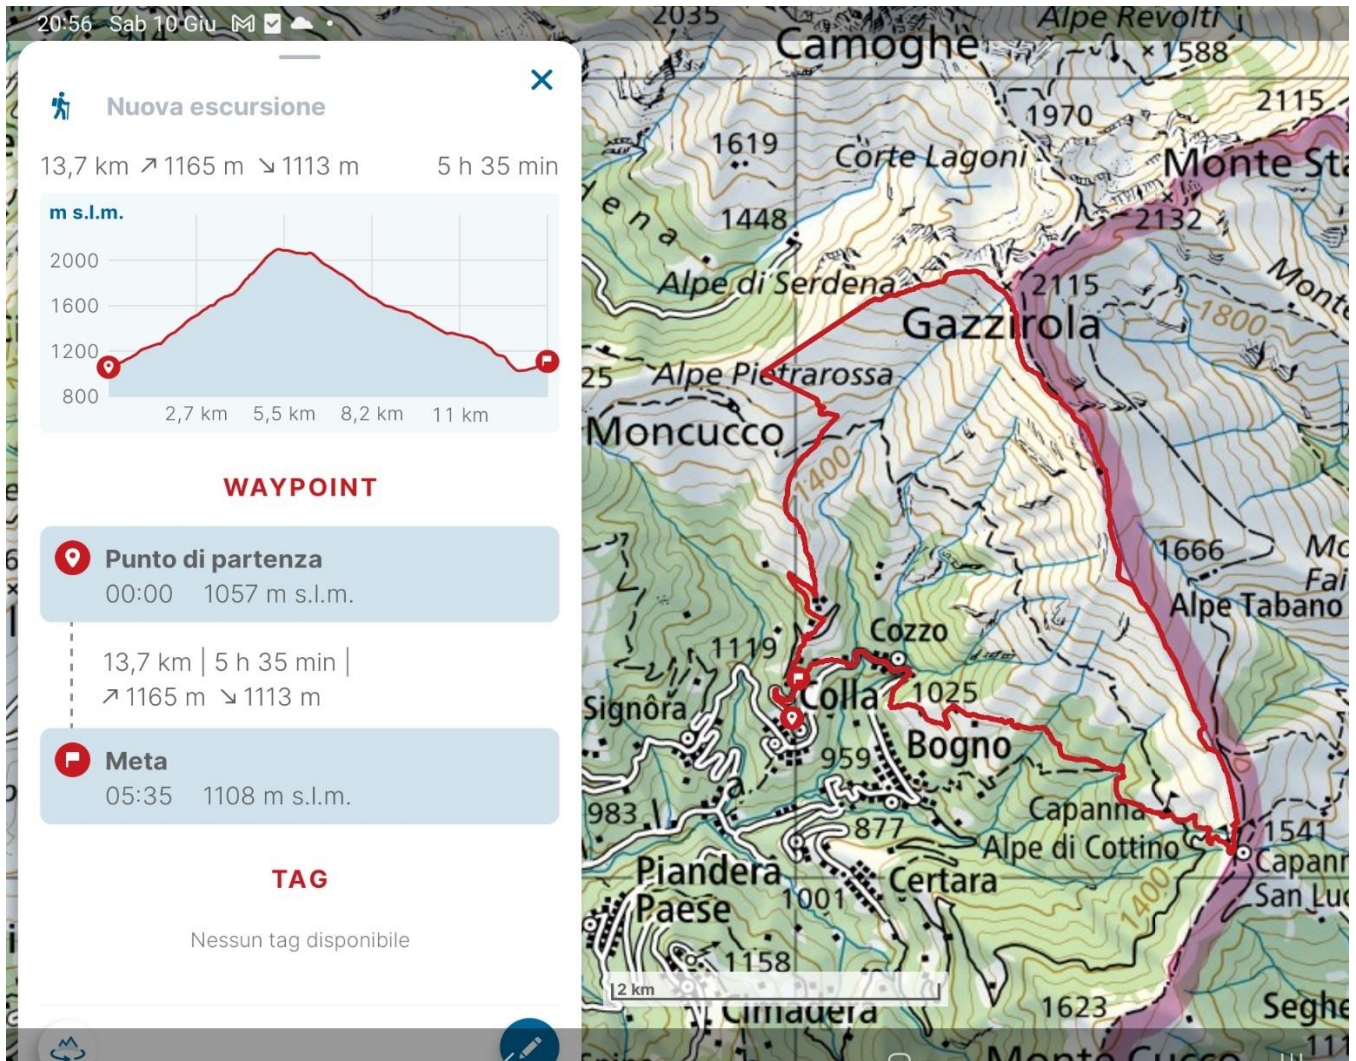 20:56 Sab 10 Giu
Nuova escursione
13,7 km ↗ 1165 m ↘ 1113 m 5 h 35 min
m s.l.m.
2000
1600
1200
800
2,7 km 5,5 km 8,2 km 11 km
WAYPOINT
Punto di partenza
00:00 1057 m s.l.m.
13,7 km | 5 h 35 min |
↗ 1165 m ↘ 1113 m
Meta
05:35 1108 m s.l.m.
TAG
Nessun tag disponibile
2035
Alpe Revolti
Camoghe
1588
1970
2115
1619
Corte Lagoni
Monte Sta
1448
2132
Alpe di Serdena
2115
Gazzirola
1800
25
Alpe Pietrarossa
Moncucco
1400
1666
Alpe Tabano
Cozzo
1119
Colla
1025
Signôra
959
Bogno
983
877
Capanna
Alpe di Cottino
1541
Capann
San Luc
Piandera
Paese
1001
Certara
1400
1158
2 km
Cimadera
1623
Seghe